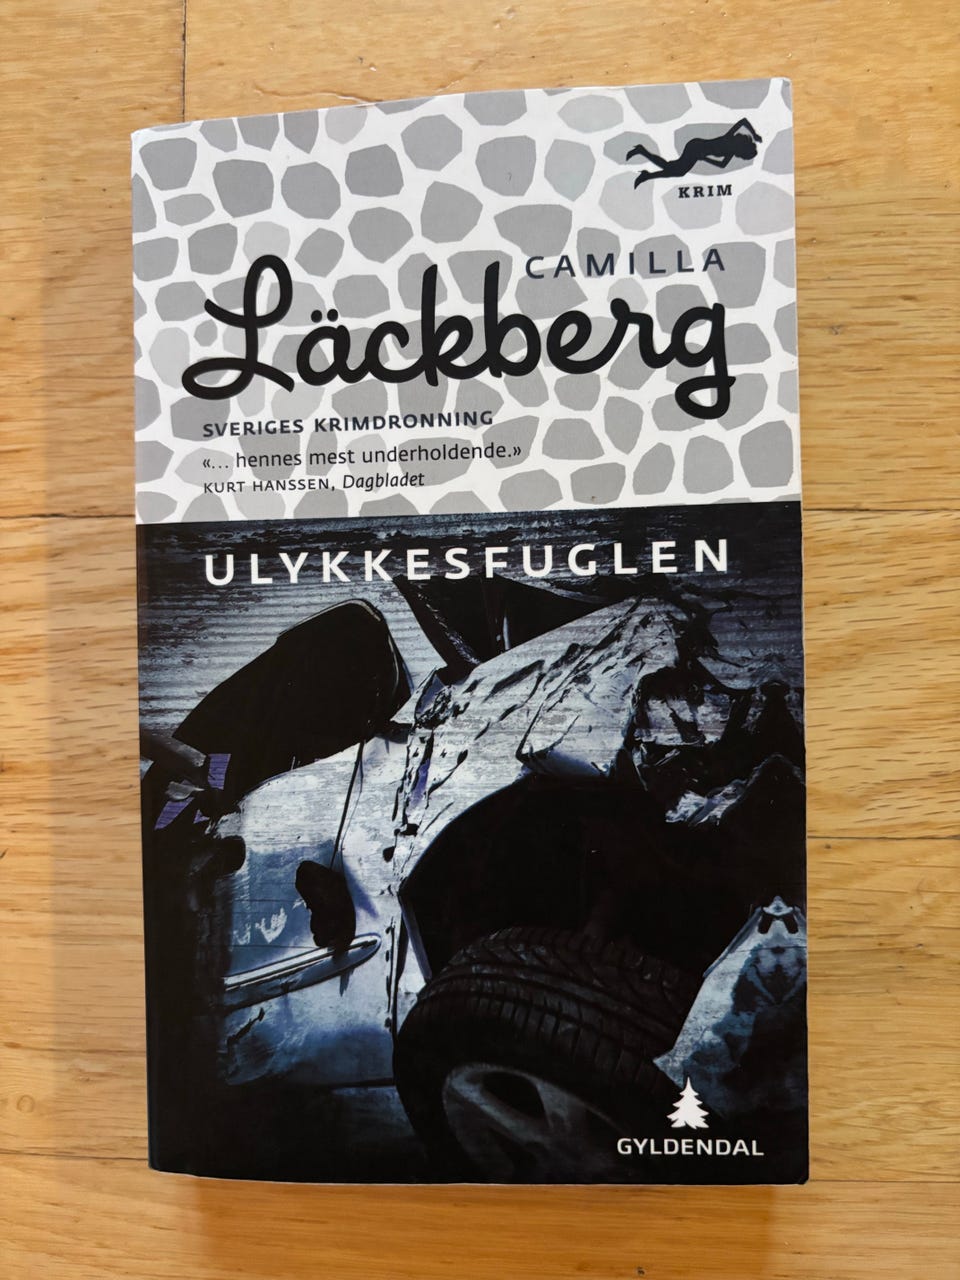 KRIM
CAMILLA
Läckberg
SVERIGES KRIMDRONNING
«... hennes mest underholdende.»
KURT HANSSEN, Dagbladet
ULYKKESFUGLEN
GYLDENDAL